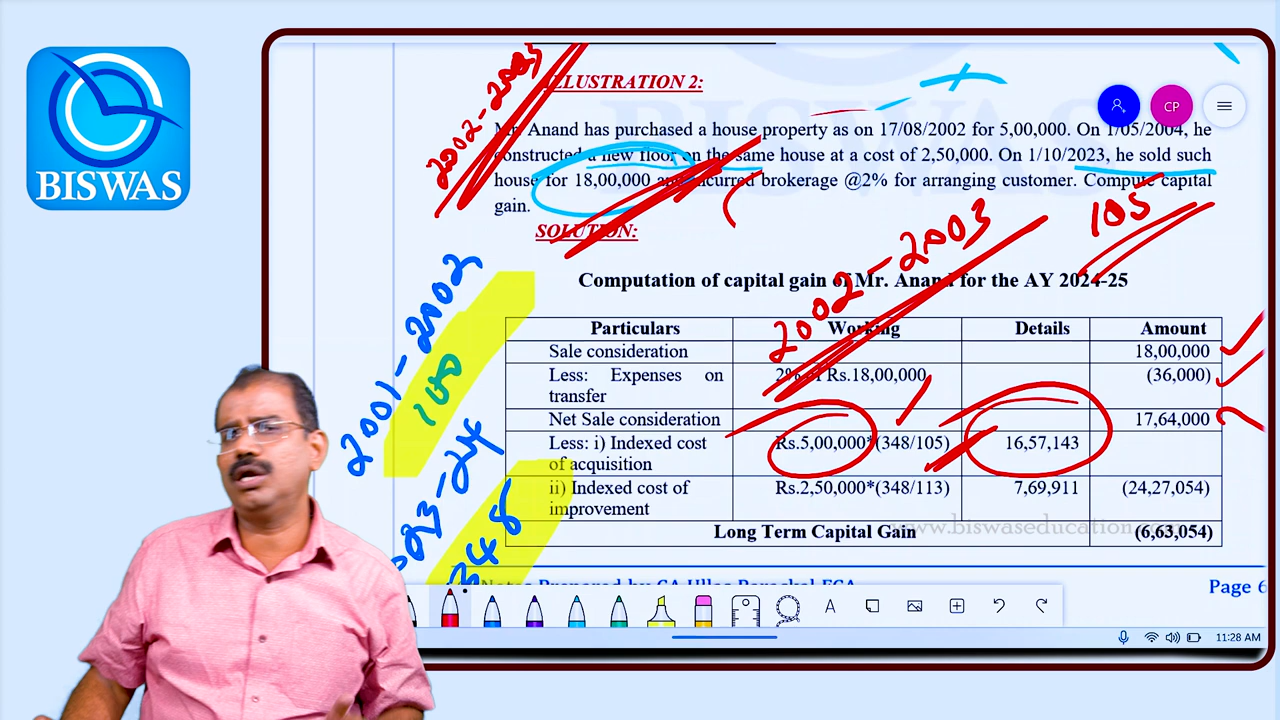 BISWAS
2002-2003
ILLUSTRATION 2:
CP
Mr. Anand has purchased a house property as on 17/08/2002 for 5,00,000. On 1/05/2004, he
constructed a new floor on the same house at a cost of 2,50,000. On 1/10/2023, he sold such
house for 18,00,000 and incurred brokerage @2% for arranging customer. Compute capital
gain.
SOLUTION:
105
2002-2003
2001-2002
100
348
Computation of capital gain of Mr. Anand for the AY 2024-25
Particulars Working Details Amount
Sale consideration 18,00,000
Less: Expenses on transfer 2% of Rs.18,00,000 (36,000)
Net Sale consideration 17,64,000
Less: i) Indexed cost of acquisition Rs.5,00,000*(348/105) 16,57,143
ii) Indexed cost of improvement Rs.2,50,000*(348/113) 7,69,911 (24,27,054)
Long Term Capital Gain (6,63,054)
www.biswaseducation.com
Notes Prepared by CA Ullas Parackal FCA
Page 6
A
11:28 AM